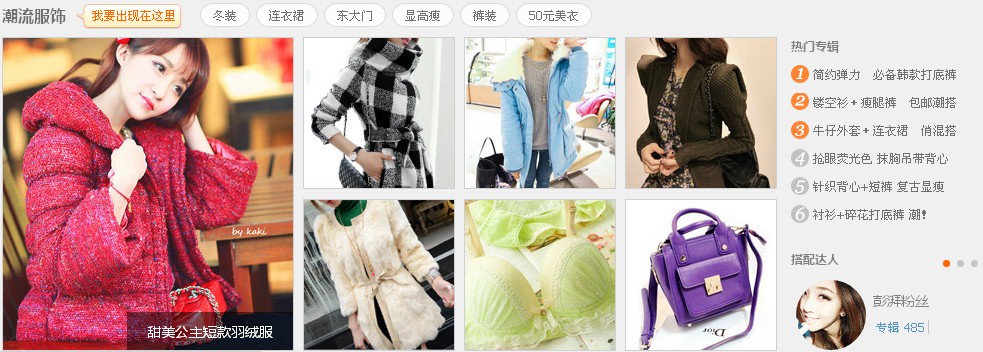 潮流服饰 我要出现在这里 冬装 连衣裙 东大门 显高瘦 裤装 50元美衣
by kaki
甜美公主短款羽绒服
Dior
热门专辑
1 简约弹力 必备韩款打底裤
2 镂空衫+瘦腿裤 包邮潮搭
3 牛仔外套+连衣裙 俏混搭
4 抢眼荧光色 抹胸吊带背心
5 针织背心+短裤 复古显瘦
6 衬衫+碎花打底裤 潮!
搭配达人
彭拜粉丝
专辑 485